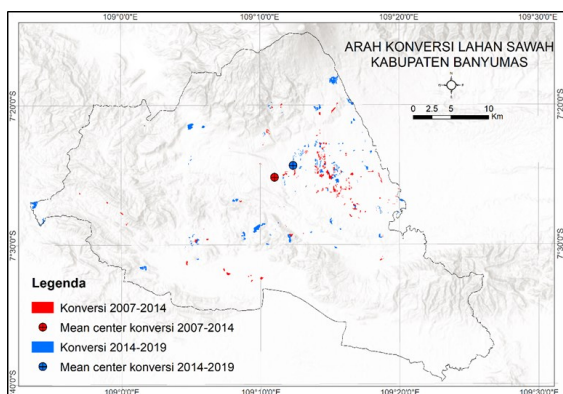 109°0'0"E 109°10'0"E 109°20'0"E 109°30'0"E
ARAH KONVERSI LAHAN SAWAH
KABUPATEN BANYUMAS
N
0 2.5 5 10
Km
7°20'0"S 7°20'0"S
7°30'0"S 7°30'0"S
Legenda
Konversi 2007-2014
Mean center konversi 2007-2014
Konversi 2014-2019
Mean center konversi 2014-2019
40'0"S
109°0'0"E 109°10'0"E 109°20'0"E 109°30'0"E